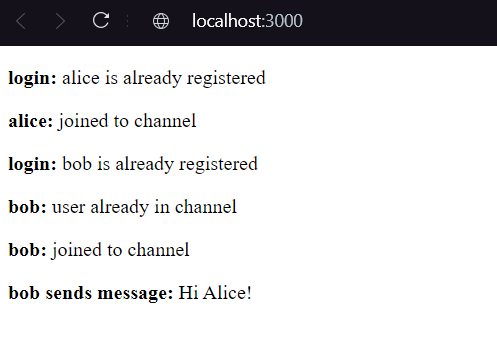 localhost:3000
login: alice is already registered
alice: joined to channel
login: bob is already registered
bob: user already in channel
bob: joined to channel
bob sends message: Hi Alice!